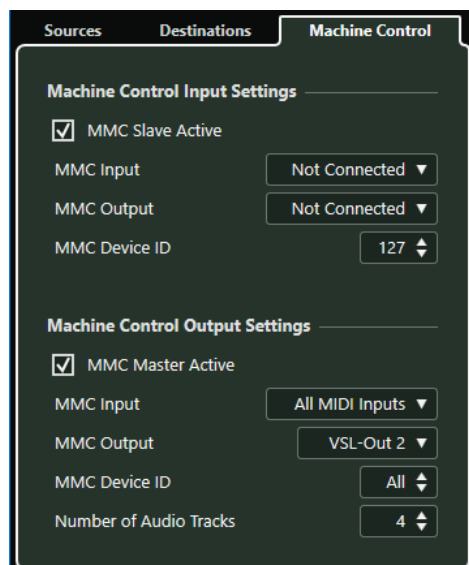 Sources Destinations Machine Control
Machine Control Input Settings
MMC Slave Active
MMC Input Not Connected
MMC Output Not Connected
MMC Device ID 127
Machine Control Output Settings
MMC Master Active
MMC Input All MIDI Inputs
MMC Output VSL-Out 2
MMC Device ID All
Number of Audio Tracks 4